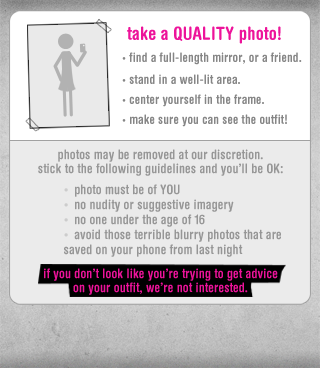 take a QUALITY photo!
• find a full-length mirror, or a friend.
• stand in a well-lit area.
• center yourself in the frame.
• make sure you can see the outfit!
photos may be removed at our discretion.
stick to the following guidelines and you'll be OK:
• photo must be of YOU
• no nudity or suggestive imagery
• no one under the age of 16
• avoid those terrible blurry photos that are
saved on your phone from last night
if you don't look like you're trying to get advice
on your outfit, we're not interested.